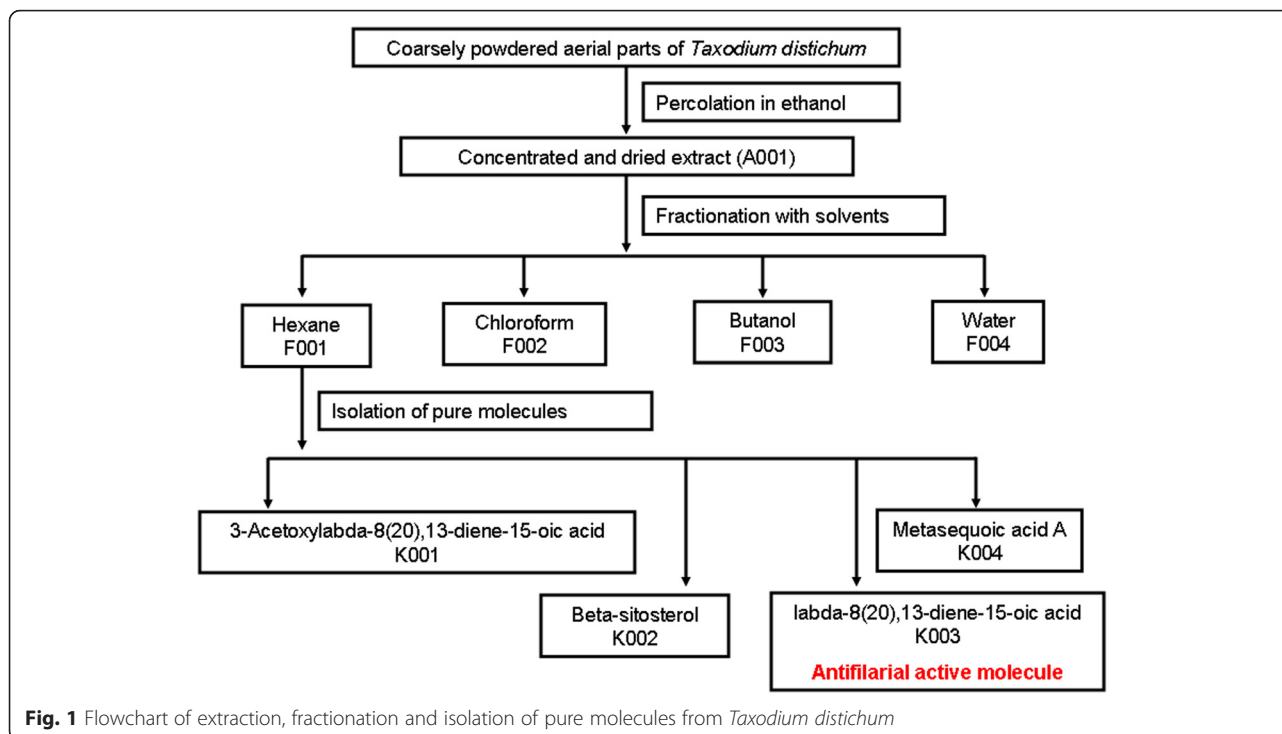 Coarsely powdered aerial parts of Taxodium distichum
Percolation in ethanol
Concentrated and dried extract (A001)
Fractionation with solvents
Hexane
F001
Chloroform
F002
Butanol
F003
Water
F004
Isolation of pure molecules
3-Acetoxylabda-8(20),13-diene-15-oic acid
K001
Beta-sitosterol
K002
labda-8(20),13-diene-15-oic acid
K003
Antifilarial active molecule
Metasequoic acid A
K004
Fig. 1 Flowchart of extraction, fractionation and isolation of pure molecules from Taxodium distichum